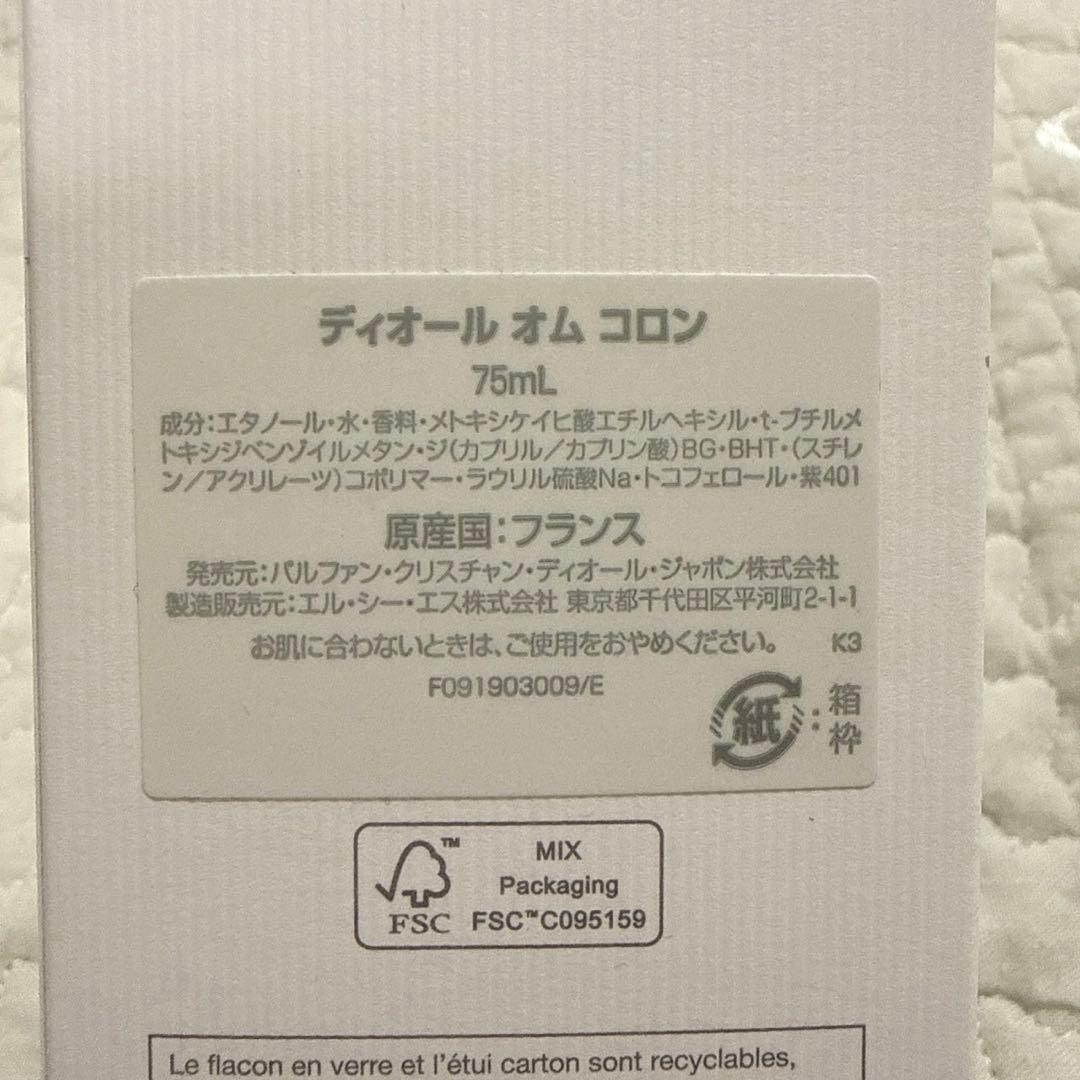 ディオール オム コロン
75mL
成分:エタノール・水・香料・メトキシケイヒ酸エチルヘキシル・t-ブチルメ
トキシジベンゾイルメタン・ジ(カプリル/カプリン酸)BG・BHT・(スチレ
ン/アクリレーツ)コポリマー・ラウリル硫酸Na・トコフェロール・紫401
原産国:フランス
発売元:パルファン・クリスチャン・ディオール・ジャポン株式会社
製造販売元:エル・シー・エス株式会社 東京都千代田区平河町2-1-1
お肌に合わないときは、ご使用をおやめください。 K3
F091903009/E
紙:箱
枠
FSC™
MIX
Packaging
FSC™C095159
Le flacon en verre et l'étui carton sont recyclables,